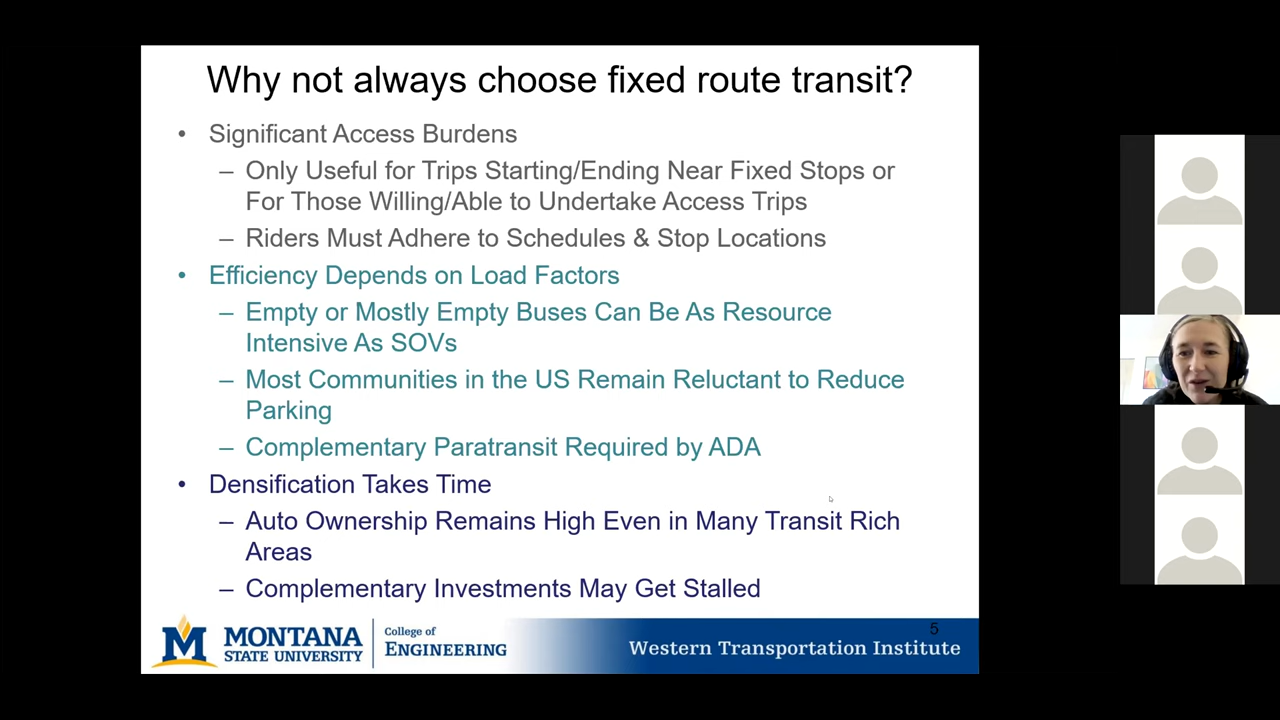 Why not always choose fixed route transit?
• Significant Access Burdens
– Only Useful for Trips Starting/Ending Near Fixed Stops or
For Those Willing/Able to Undertake Access Trips
– Riders Must Adhere to Schedules & Stop Locations
• Efficiency Depends on Load Factors
– Empty or Mostly Empty Buses Can Be As Resource
Intensive As SOVs
– Most Communities in the US Remain Reluctant to Reduce
Parking
– Complementary Paratransit Required by ADA
• Densification Takes Time
– Auto Ownership Remains High Even in Many Transit Rich
Areas
– Complementary Investments May Get Stalled
5
M MONTANA
STATE UNIVERSITY
College of
ENGINEERING
Western Transportation Institute